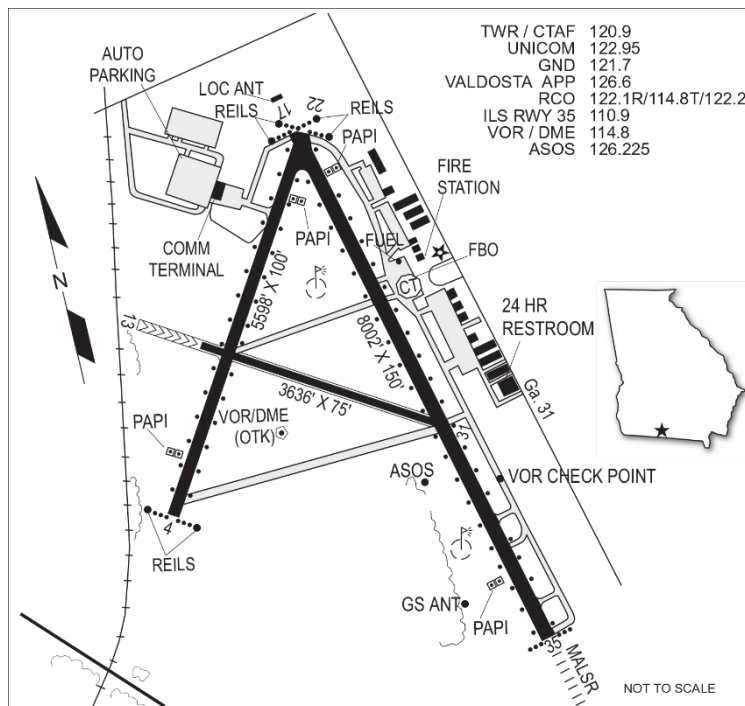 TWR / CTAF 120.9
UNICOM 122.95
GND 121.7
VALDOSTA APP 126.6
RCO 122.1R/114.8T/122.2
ILS RWY 35 110.9
VOR / DME 114.8
ASOS 126.225
AUTO
PARKING
LOC ANT
REILS
17
22
REILS
PAPI
FIRE
STATION
COMM
TERMINAL
PAPI
FUEL
FBO
CT
N
13
5598' X 100'
8002' X 150'
24 HR
RESTROOM
Ga. 31
3636' X 75'
PAPI
VOR/DME
(OTK)
31
ASOS
VOR CHECK POINT
4
REILS
GS ANT
PAPI
35
MALSR
NOT TO SCALE